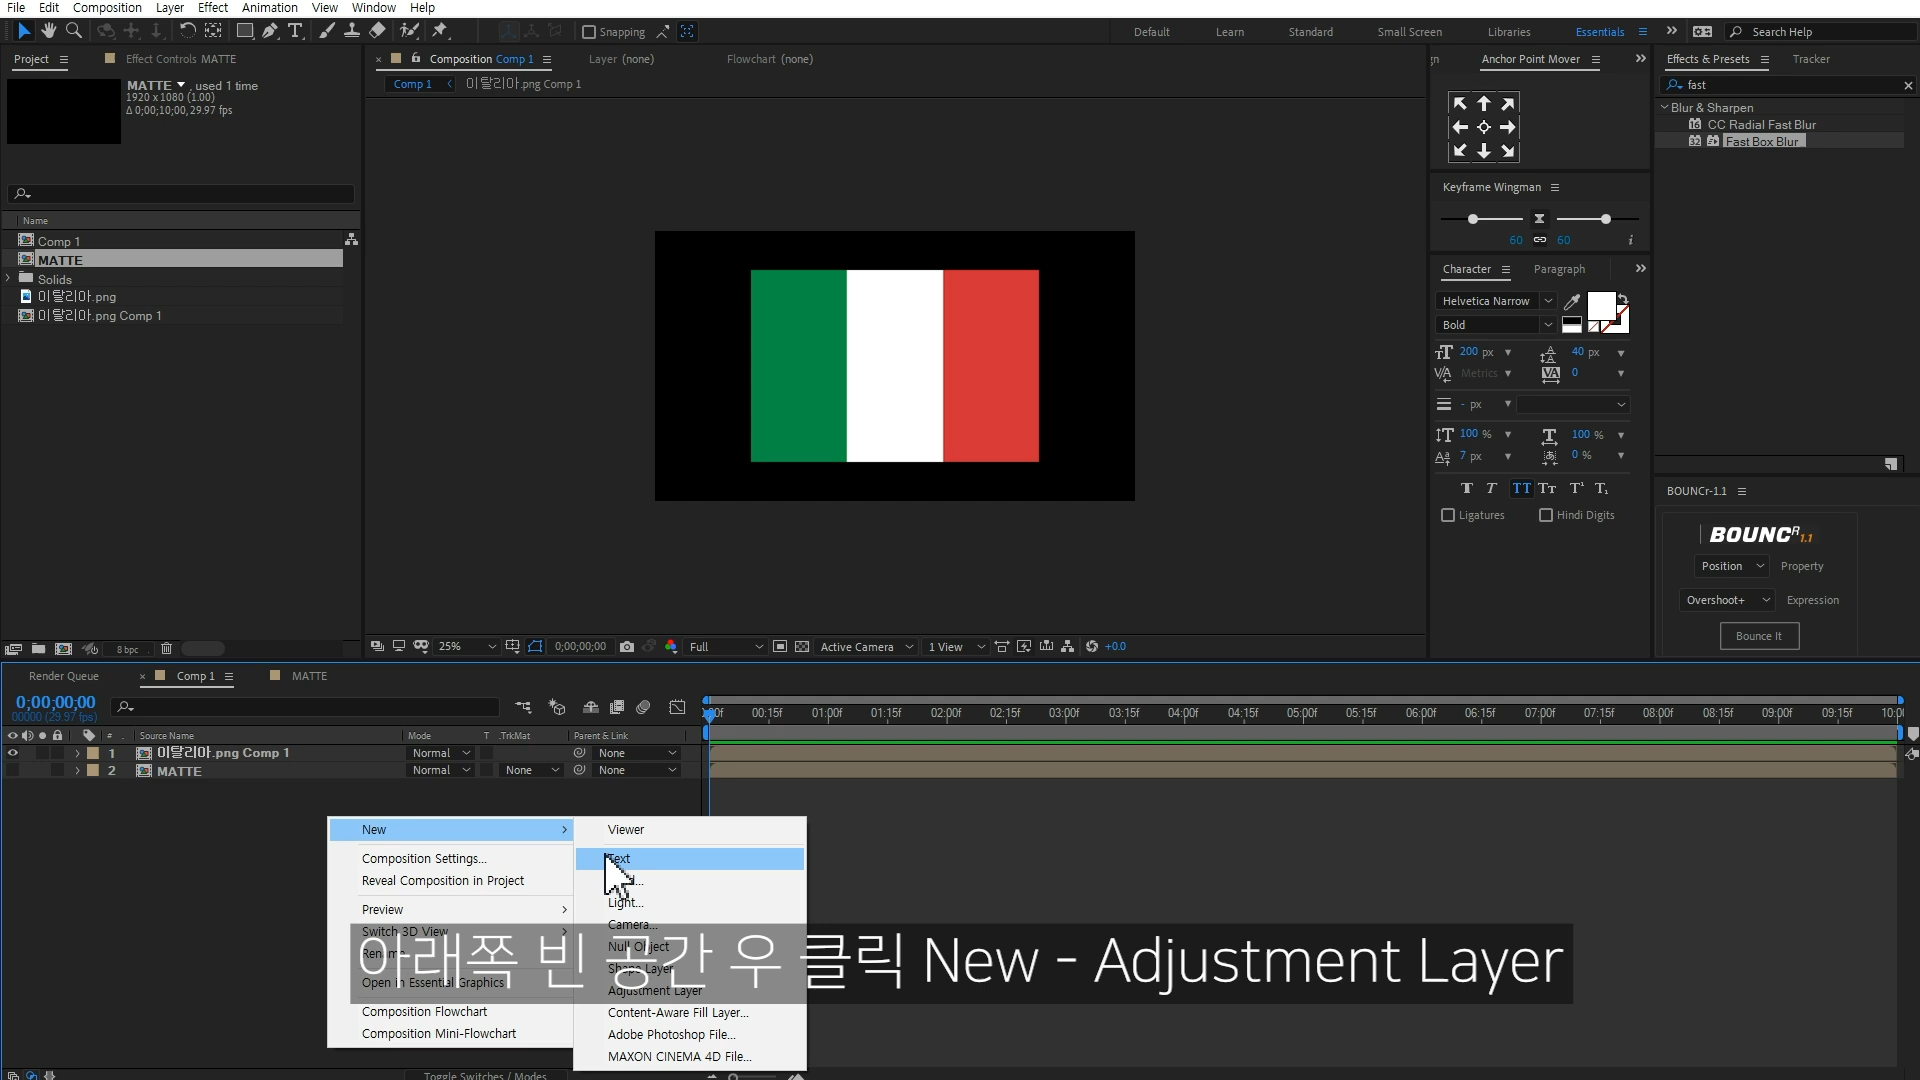 File Edit Composition Layer Effect Animation View Window Help
Snapping
Default Learn Standard Small Screen Essentials Libraries Search Help
Project Effect Controls MATTE
MATTE , used 1 time
1920 x 1080 (1.00)
Δ 0;00;10;00, 29.97 fps
Name
Comp 1
MATTE
Solids
이탈리아.png
이탈리아.png Comp 1
8 bpc
Composition Comp 1 Layer (none) Flowchart (none)
Comp 1 이탈리아.png Comp 1
25% 0;00;00;00 Full Active Camera 1 View +0.0
Anchor Point Mover
Keyframe Wingman
60 60
Character Paragraph
Helvetica Narrow
Bold
200 px 40 px
Metrics 0
- px
100 % 100 %
7 px 0 %
Ligatures Hindi Digits
Effects & Presets Tracker
fast
Blur & Sharpen
CC Radial Fast Blur
Fast Box Blur
BOUNCr-1.1
BOUNCR 1.1
Position Property
Overshoot+ Expression
Bounce It
Render Queue Comp 1 MATTE
0;00;00;00
00000 (29.97 fps)
00:15f 01:00f 01:15f 02:00f 02:15f 03:00f 03:15f 04:00f 04:15f 05:00f 05:15f 06:00f 06:15f 07:00f 07:15f 08:00f 08:15f 09:00f 09:15f
# Source Name Mode T .TrkMat Parent & Link
1 이탈리아.png Comp 1 Normal None
2 MATTE Normal None None
New
Composition Settings...
Reveal Composition in Project
Preview
Switch 3D View
Open in Essential Graphics
Composition Flowchart
Composition Mini-Flowchart
Viewer
Text
Light...
Camera...
Null Object
Shape Layer
Adjustment Layer
Content-Aware Fill Layer...
Adobe Photoshop File...
MAXON CINEMA 4D File...
아래쪽 빈 공간 우 클릭 New - Adjustment Layer
Toggle Switches / Modes